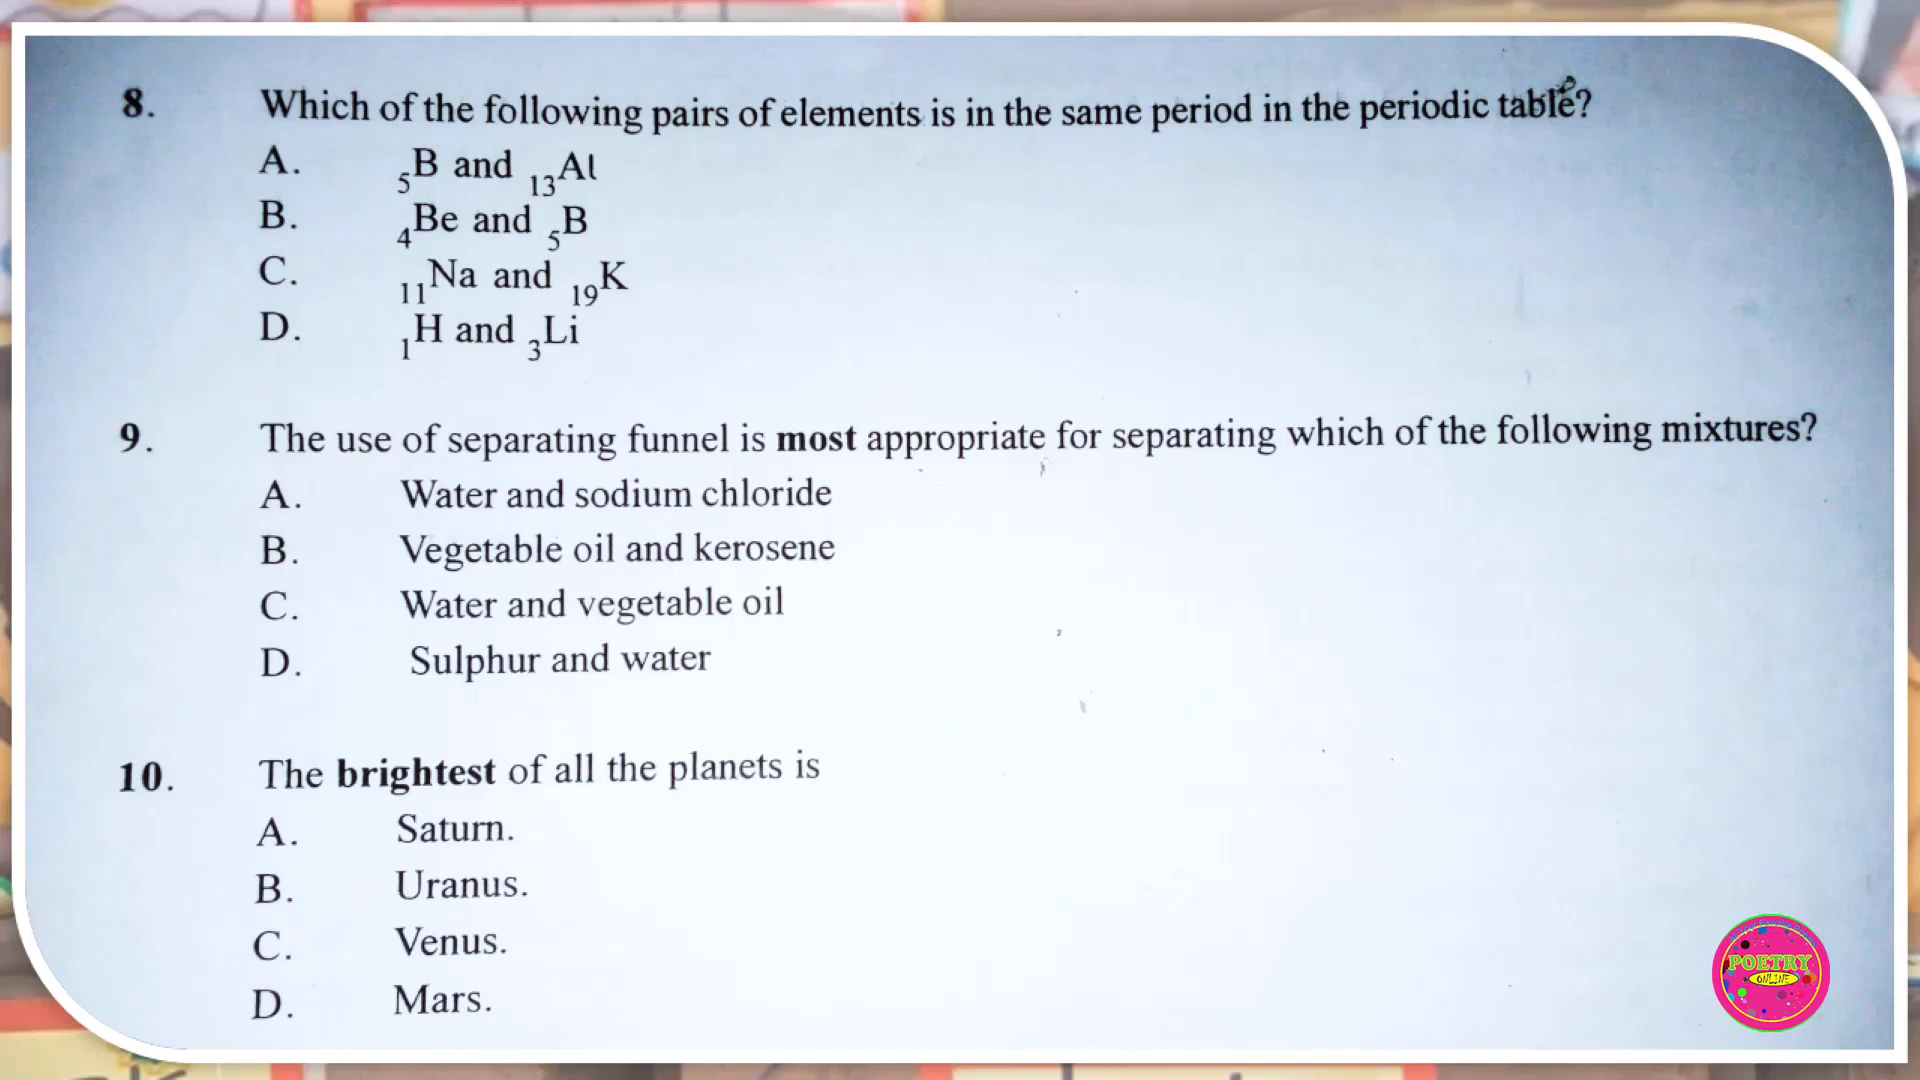 8. Which of the following pairs of elements is in the same period in the periodic table?
A. ₅B and ₁₃Al
B. ₄Be and ₅B
C. ₁₁Na and ₁₉K
D. ₁H and ₃Li
9. The use of separating funnel is most appropriate for separating which of the following mixtures?
A. Water and sodium chloride
B. Vegetable oil and kerosene
C. Water and vegetable oil
D. Sulphur and water
10. The brightest of all the planets is
A. Saturn.
B. Uranus.
C. Venus.
D. Mars.
POETRY
ONLINE